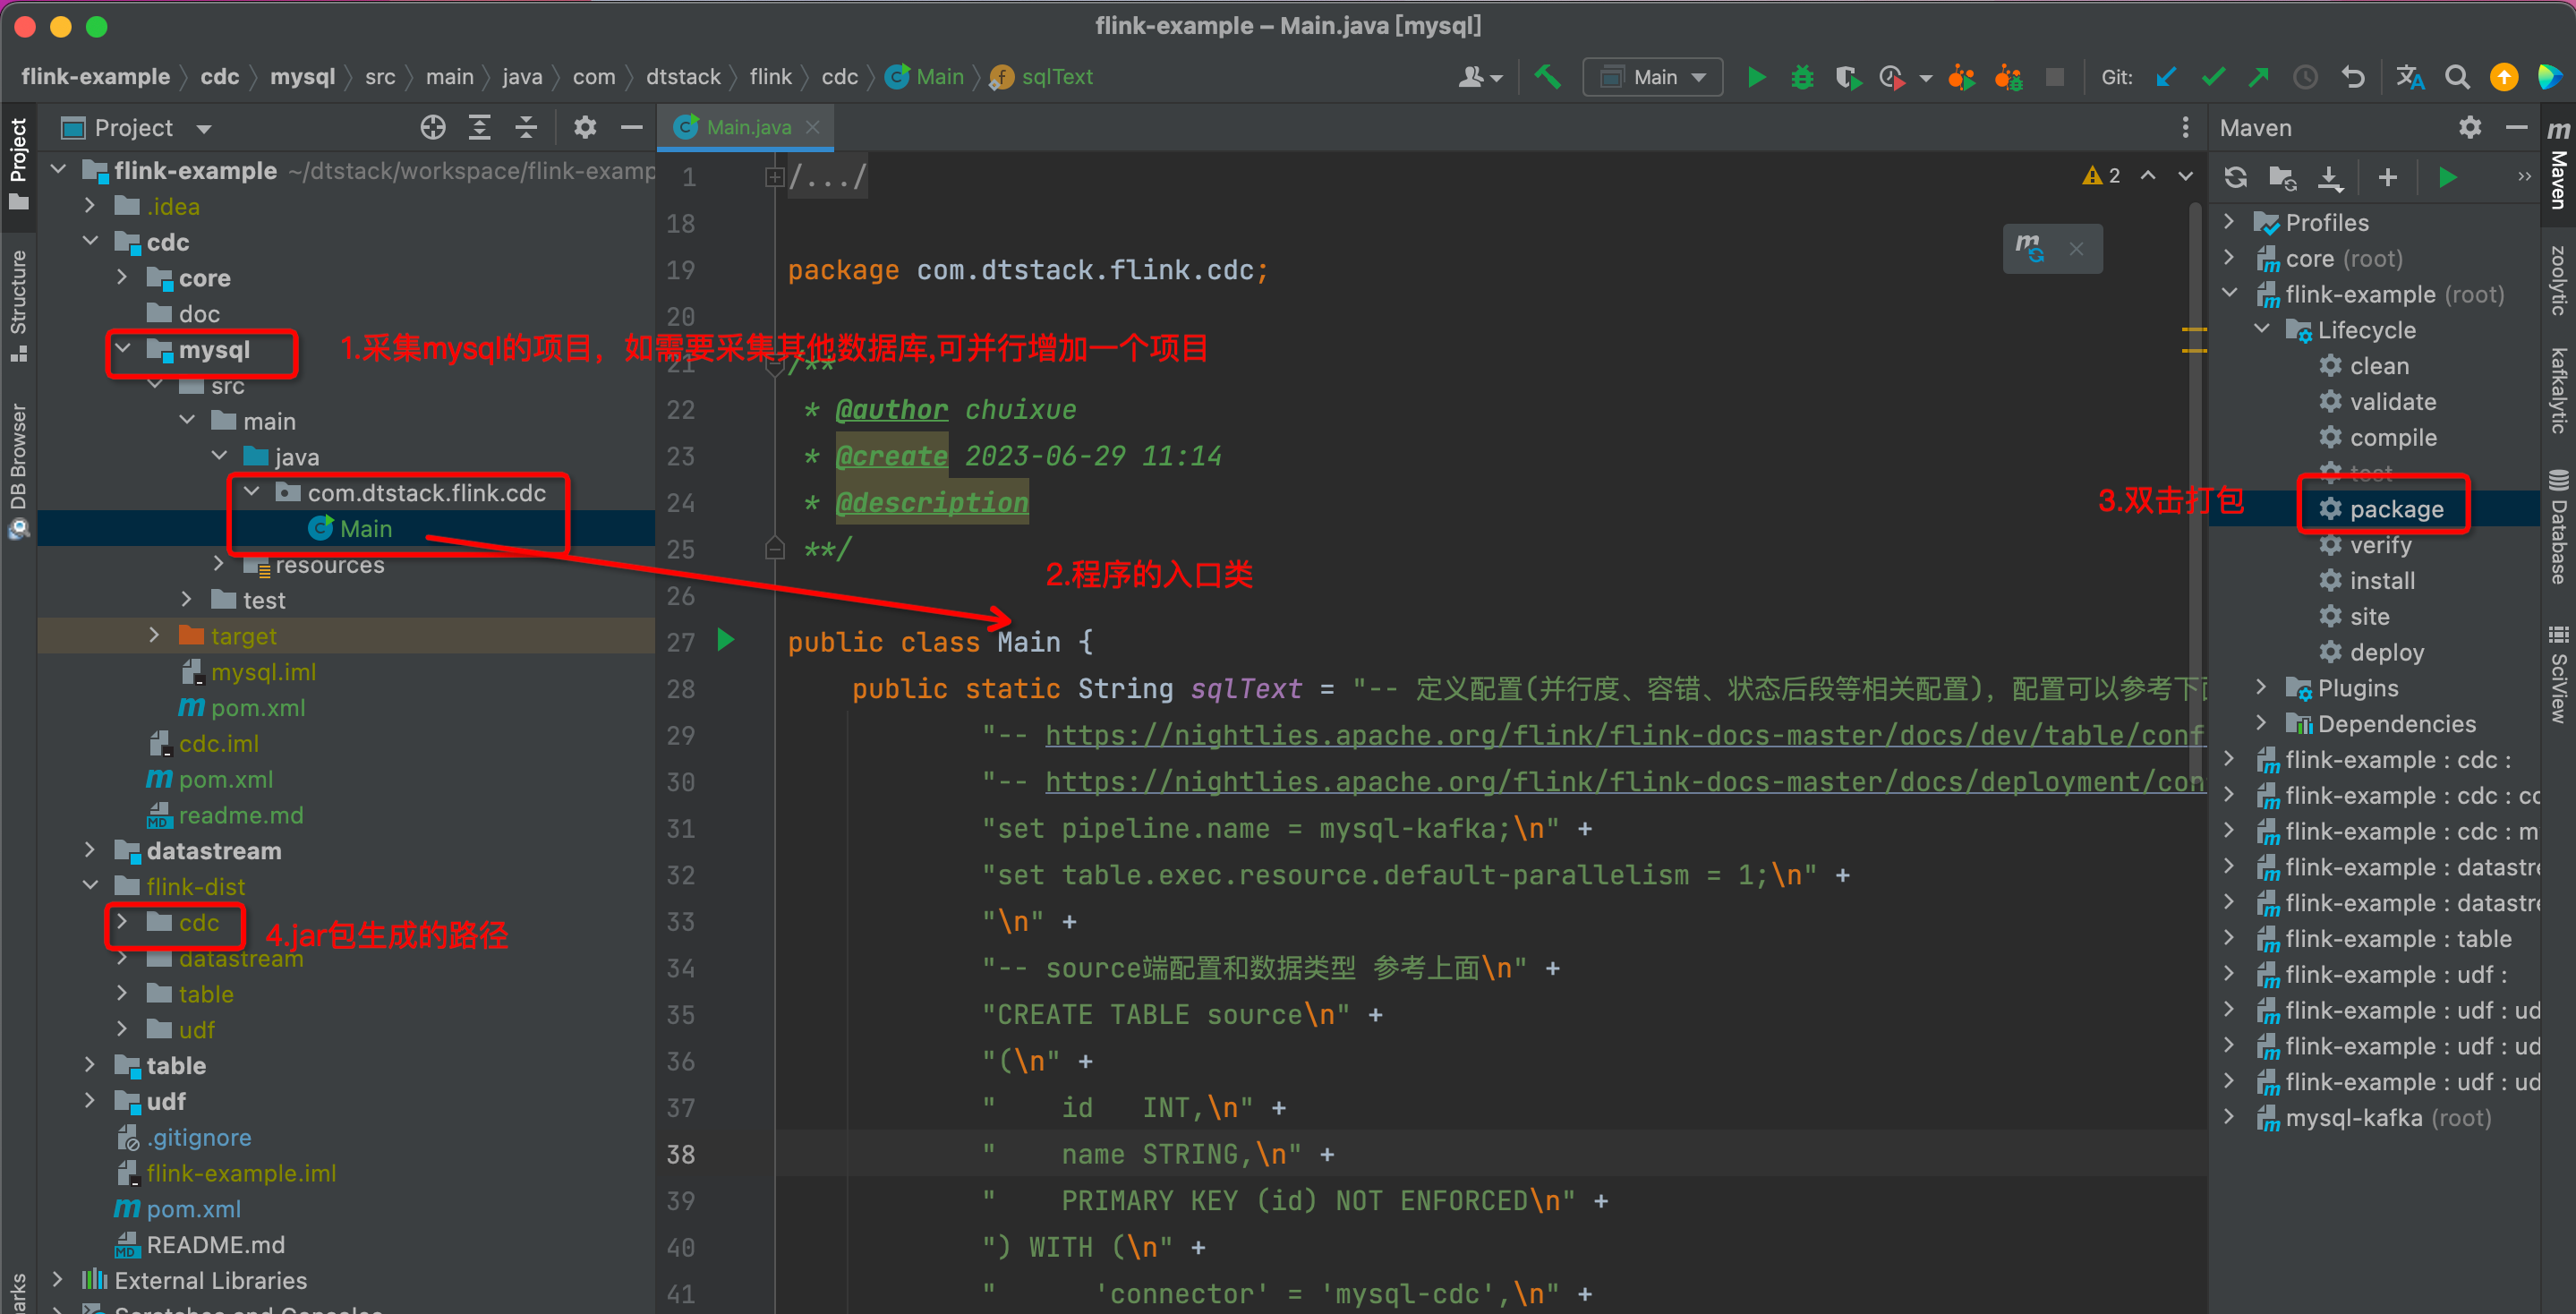 flink-example – Main.java [mysql]
flink-example 〉 cdc 〉 mysql 〉 src 〉 main 〉 java 〉 com 〉 dtstack 〉 flink 〉 cdc 〉 Main 〉 sqlText
Main
Git:
Project
Structure
DB Browser
Project
flink-example ~/dtstack/workspace/flink-examp
.idea
cdc
core
doc
mysql
src
main
java
com.dtstack.flink.cdc
Main
resources
test
target
mysql.iml
pom.xml
cdc.iml
pom.xml
readme.md
datastream
flink-dist
cdc
datastream
table
udf
table
udf
.gitignore
flink-example.iml
pom.xml
README.md
External Libraries
Scratches and Consoles
1.采集mysql的项目，如需要采集其他数据库,可并行增加一个项目
2.程序的入口类
3.双击打包
4.jar包生成的路径
Main.java
2
1 /.../
18
19 package com.dtstack.flink.cdc;
20
21 /**
22 * @author chuixue
23 * @create 2023-06-29 11:14
24 * @description
25 **/
26
27 public class Main {
28 public static String sqlText = "-- 定义配置(并行度、容错、状态后段等相关配置)，配置可以参考下面
29 "-- https://nightlies.apache.org/flink/flink-docs-master/docs/dev/table/conf
30 "-- https://nightlies.apache.org/flink/flink-docs-master/docs/deployment/con
31 "set pipeline.name = mysql-kafka;\n" +
32 "set table.exec.resource.default-parallelism = 1;\n" +
33 "\n" +
34 "-- source端配置和数据类型 参考上面\n" +
35 "CREATE TABLE source\n" +
36 "(\n" +
37 " id INT,\n" +
38 " name STRING,\n" +
39 " PRIMARY KEY (id) NOT ENFORCED\n" +
40 ") WITH (\n" +
41 " 'connector' = 'mysql-cdc',\n" +
Maven
Profiles
core (root)
flink-example (root)
Lifecycle
clean
validate
compile
test
package
verify
install
site
deploy
Plugins
Dependencies
flink-example : cdc :
flink-example : cdc : co
flink-example : cdc : m
flink-example : datastre
flink-example : datastre
flink-example : table
flink-example : udf :
flink-example : udf : ud
flink-example : udf : ud
flink-example : udf : ud
mysql-kafka (root)
Maven
zoolytic
kafkalytic
Database
SciView